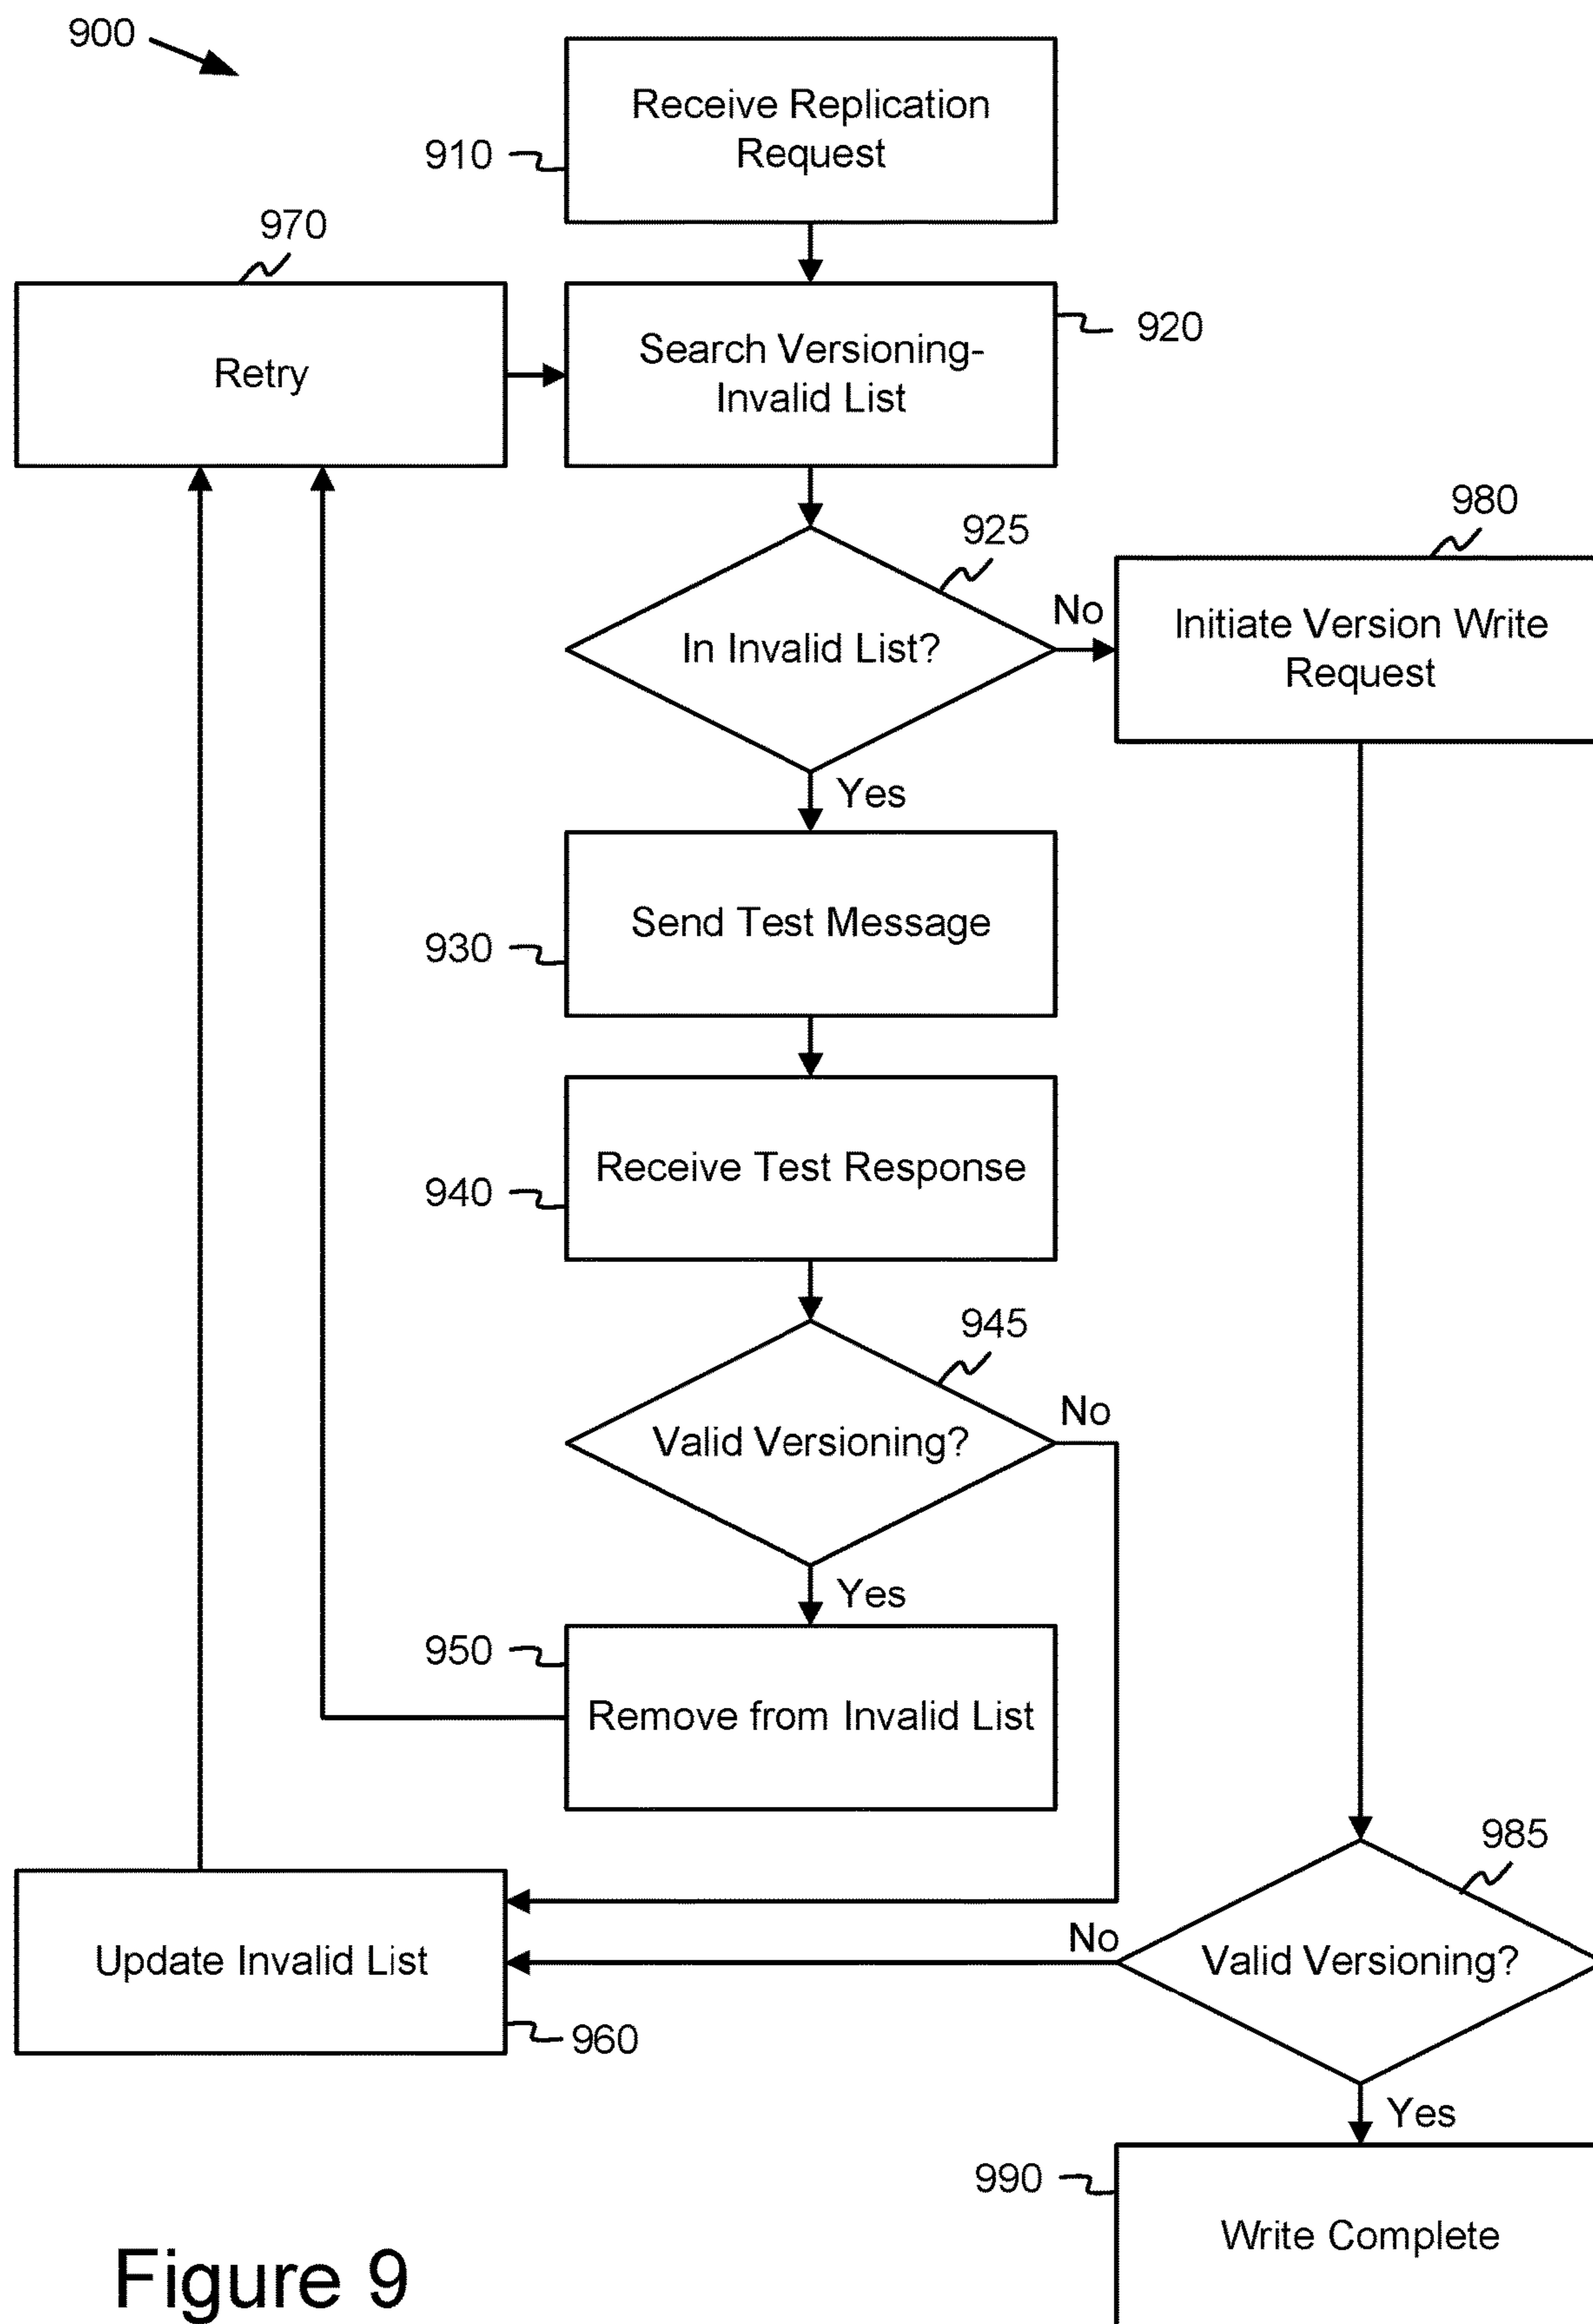 900
Receive Replication
Request
910
970
Retry
Search Versioning-
Invalid List
920
925
In Invalid List?
No
980
Initiate Version Write
Request
Yes
Send Test Message
930
Receive Test Response
940
945
Valid Versioning?
No
Yes
950
Remove from Invalid List
985
Update Invalid List
No
Valid Versioning?
960
Yes
990
Write Complete
Figure 9